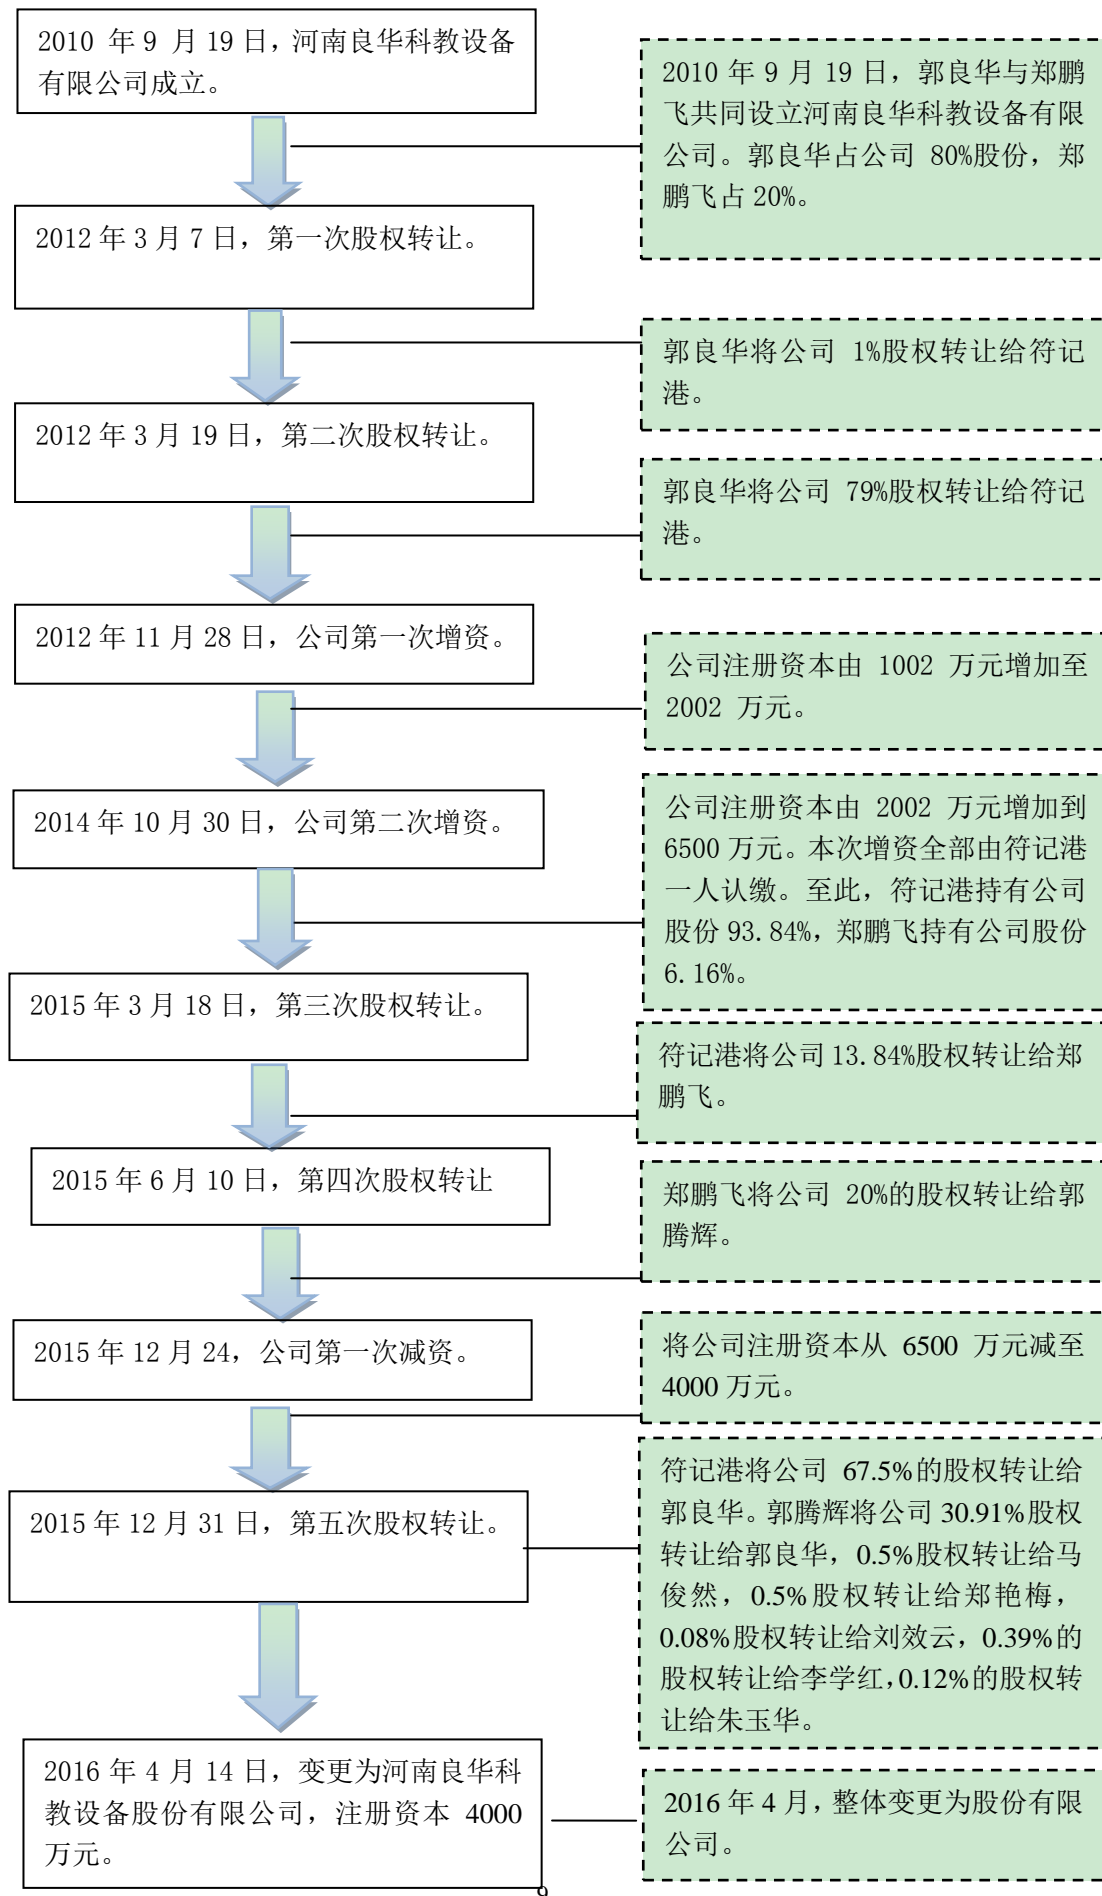 2010 年 9 月 19 日，河南良华科教设备
有限公司成立。
2010 年 9 月 19 日，郭良华与郑鹏
飞共同设立河南良华科教设备有限
公司。郭良华占公司 80%股份，郑
鹏飞占 20%。
2012 年 3 月 7 日，第一次股权转让。
郭良华将公司 1%股权转让给符记
港。
2012 年 3 月 19 日，第二次股权转让。
郭良华将公司 79%股权转让给符记
港。
2012 年 11 月 28 日，公司第一次增资。
公司注册资本由 1002 万元增加至
2002 万元。
2014 年 10 月 30 日，公司第二次增资。
公司注册资本由 2002 万元增加到
6500 万元。本次增资全部由符记港
一人认缴。至此，符记港持有公司
股份 93.84%，郑鹏飞持有公司股份
6.16%。
2015 年 3 月 18 日，第三次股权转让。
符记港将公司 13.84%股权转让给郑
鹏飞。
2015 年 6 月 10 日，第四次股权转让
郑鹏飞将公司 20%的股权转让给郭
腾辉。
2015 年 12 月 24，公司第一次减资。
将公司注册资本从 6500 万元减至
4000 万元。
2015 年 12 月 31 日，第五次股权转让。
符记港将公司 67.5%的股权转让给
郭良华。郭腾辉将公司 30.91%股权
转让给郭良华，0.5%股权转让给马
俊然，0.5%股权转让给郑艳梅，
0.08%股权转让给刘效云，0.39%的
股权转让给李学红，0.12%的股权转
让给朱玉华。
2016 年 4 月 14 日，变更为河南良华科
教设备股份有限公司，注册资本 4000
万元。
2016 年 4 月，整体变更为股份有限
公司。
9